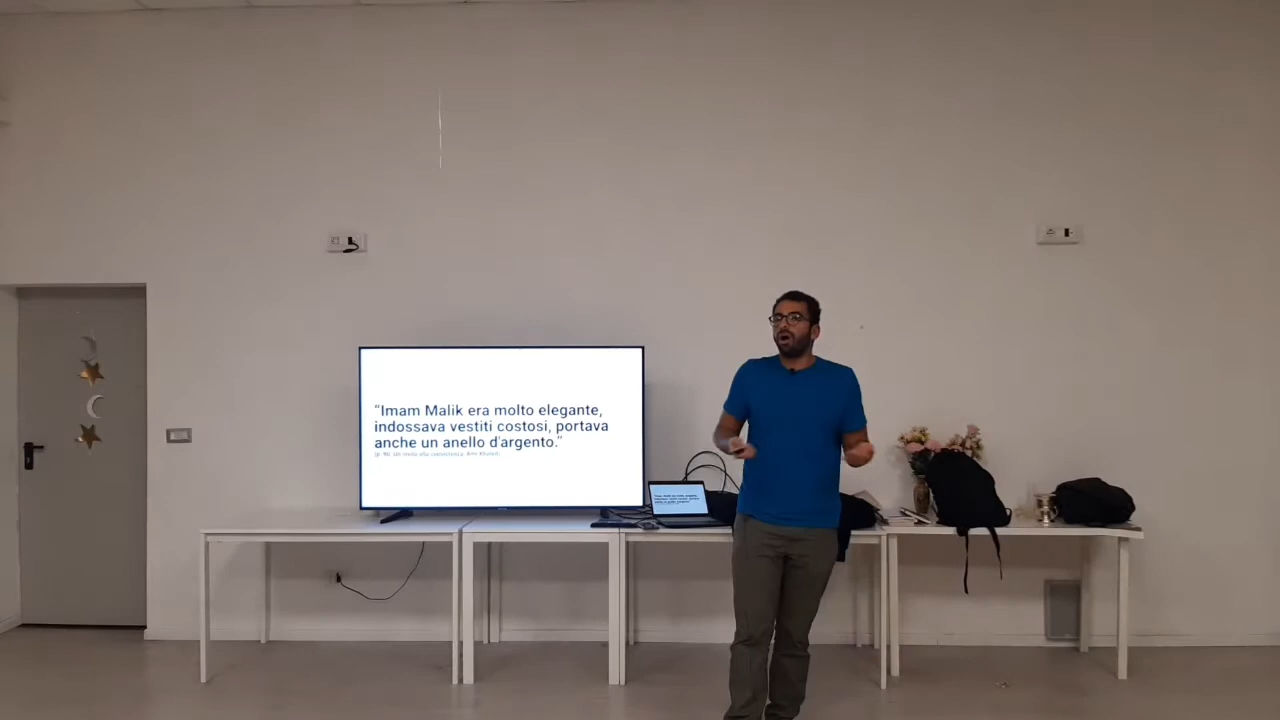 “Imam Malik era molto elegante,
indossava vestiti costosi, portava
anche un anello d'argento.”